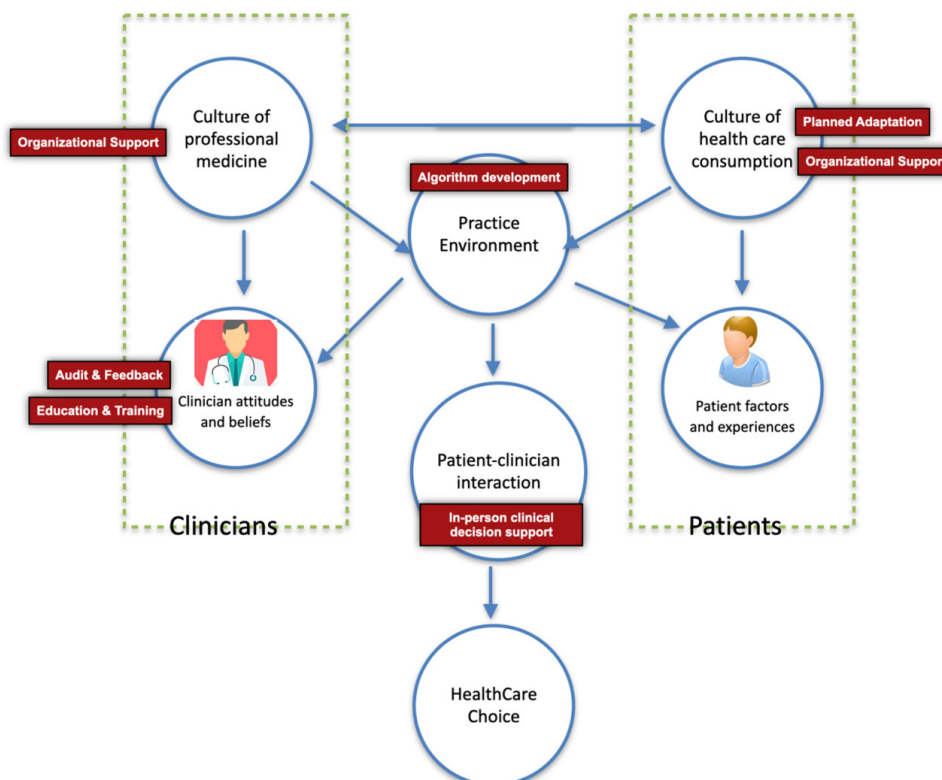 Culture of
professional
medicine
Organizational Support
Culture of
health care
consumption
Planned Adaptation
Organizational Support
Algorithm development
Practice
Environment
Audit & Feedback
Education & Training
Clinician attitudes
and beliefs
Patient factors
and experiences
Patient-clinician
interaction
In-person clinical
decision support
Clinicians
Patients
HealthCare
Choice